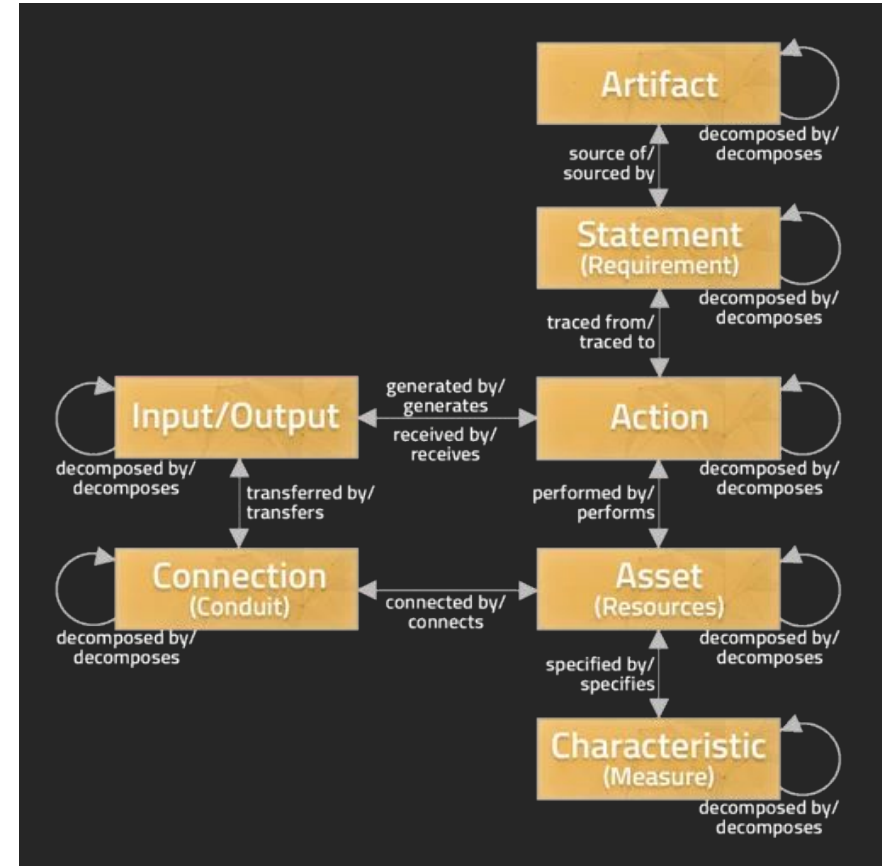 Artifact
decomposed by/
decomposes
source of/
sourced by
Statement
(Requirement)
decomposed by/
decomposes
traced from/
traced to
Input/Output
decomposed by/
decomposes
generated by/
generates
received by/
receives
Action
decomposed by/
decomposes
transferred by/
transfers
performed by/
performs
Connection
(Conduit)
decomposed by/
decomposes
connected by/
connects
Asset
(Resources)
decomposed by/
decomposes
specified by/
specifies
Characteristic
(Measure)
decomposed by/
decomposes